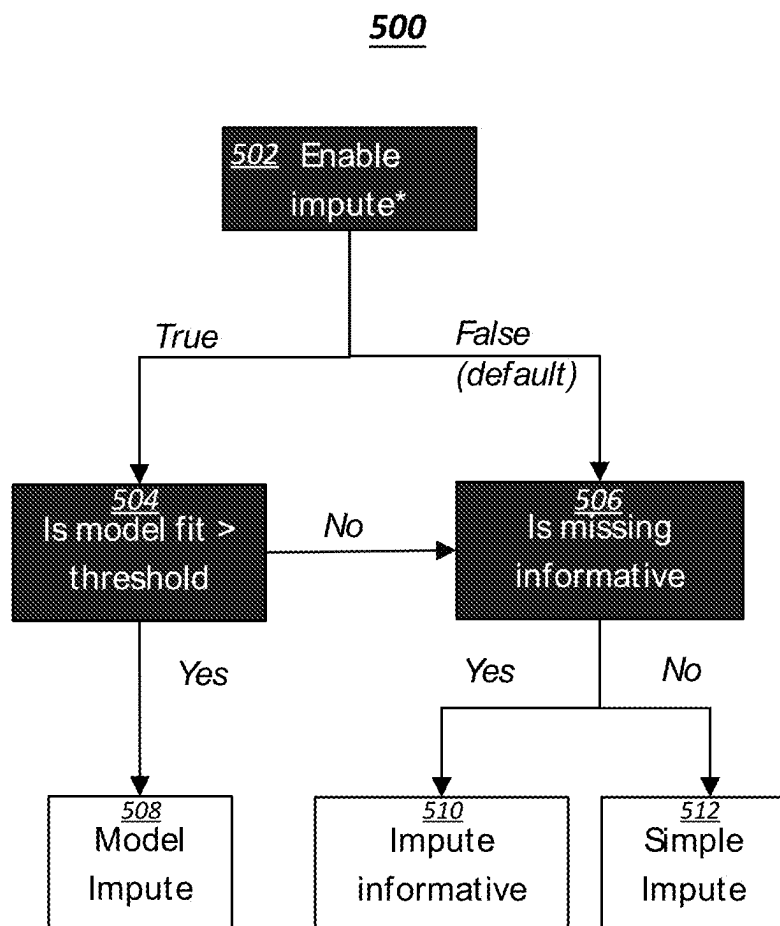 500
502 Enable
impute*
True
False
(default)
504
Is model fit >
threshold
No
506
Is missing
informative
Yes
Yes
No
508
Model
Impute
510
Impute
informative
512
Simple
Impute